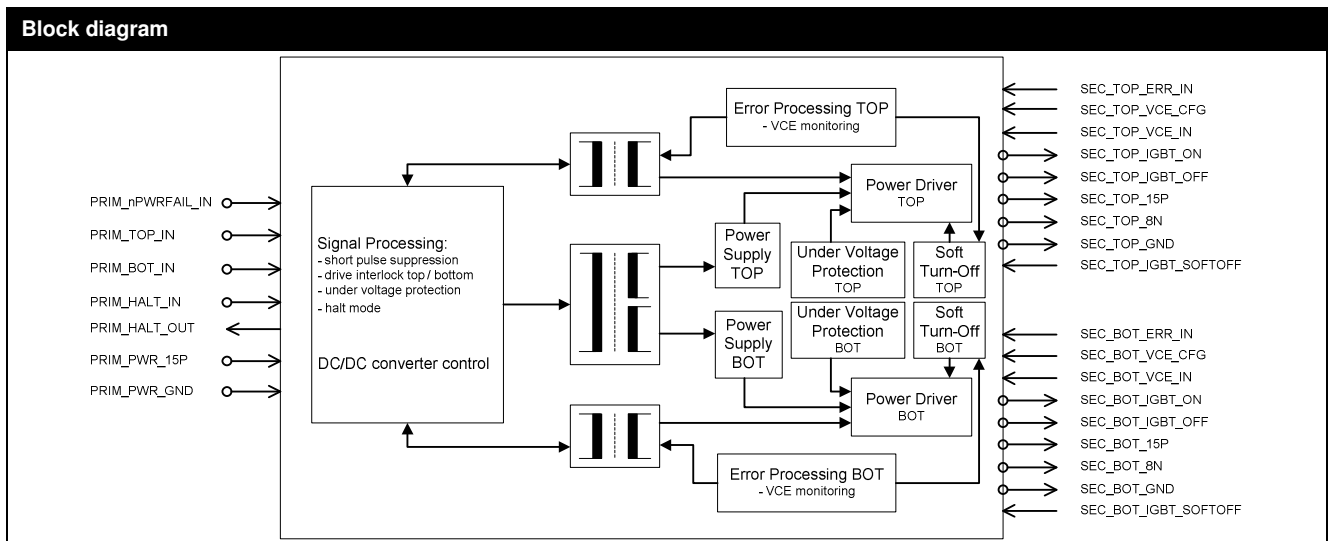 Block diagram
PRIM_nPWRFAIL_IN
PRIM_TOP_IN
PRIM_BOT_IN
PRIM_HALT_IN
PRIM_HALT_OUT
PRIM_PWR_15P
PRIM_PWR_GND
Signal Processing:
- short pulse suppression
- drive interlock top / bottom
- under voltage protection
- halt mode
DC/DC converter control
Error Processing TOP
- VCE monitoring
Power Driver
TOP
Power
Supply
TOP
Under Voltage
Protection
TOP
Soft
Turn-Off
TOP
Power
Supply
BOT
Under Voltage
Protection
BOT
Soft
Turn-Off
BOT
Power Driver
BOT
Error Processing BOT
- VCE monitoring
SEC_TOP_ERR_IN
SEC_TOP_VCE_CFG
SEC_TOP_VCE_IN
SEC_TOP_IGBT_ON
SEC_TOP_IGBT_OFF
SEC_TOP_15P
SEC_TOP_8N
SEC_TOP_GND
SEC_TOP_IGBT_SOFTOFF
SEC_BOT_ERR_IN
SEC_BOT_VCE_CFG
SEC_BOT_VCE_IN
SEC_BOT_IGBT_ON
SEC_BOT_IGBT_OFF
SEC_BOT_15P
SEC_BOT_8N
SEC_BOT_GND
SEC_BOT_IGBT_SOFTOFF